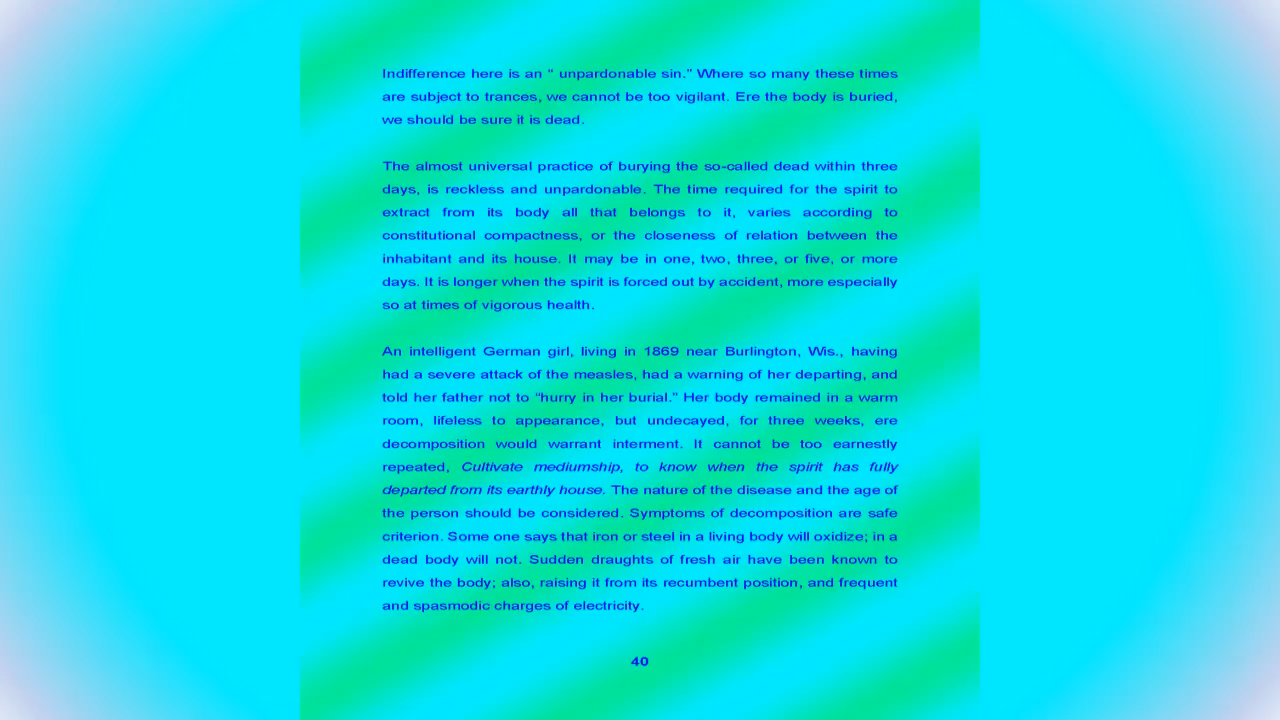 Indifference here is an “ unpardonable sin.” Where so many these times
are subject to trances, we cannot be too vigilant. Ere the body is buried,
we should be sure it is dead.
The almost universal practice of burying the so-called dead within three
days, is reckless and unpardonable. The time required for the spirit to
extract from its body all that belongs to it, varies according to
constitutional compactness, or the closeness of relation between the
inhabitant and its house. It may be in one, two, three, or five, or more
days. It is longer when the spirit is forced out by accident, more especially
so at times of vigorous health.
An intelligent German girl, living in 1869 near Burlington, Wis., having
had a severe attack of the measles, had a warning of her departing, and
told her father not to “hurry in her burial.” Her body remained in a warm
room, lifeless to appearance, but undecayed, for three weeks, ere
decomposition would warrant interment. It cannot be too earnestly
repeated, Cultivate mediumship, to know when the spirit has fully
departed from its earthly house. The nature of the disease and the age of
the person should be considered. Symptoms of decomposition are safe
criterion. Some one says that iron or steel in a living body will oxidize; in a
dead body will not. Sudden draughts of fresh air have been known to
revive the body; also, raising it from its recumbent position, and frequent
and spasmodic charges of electricity.
40